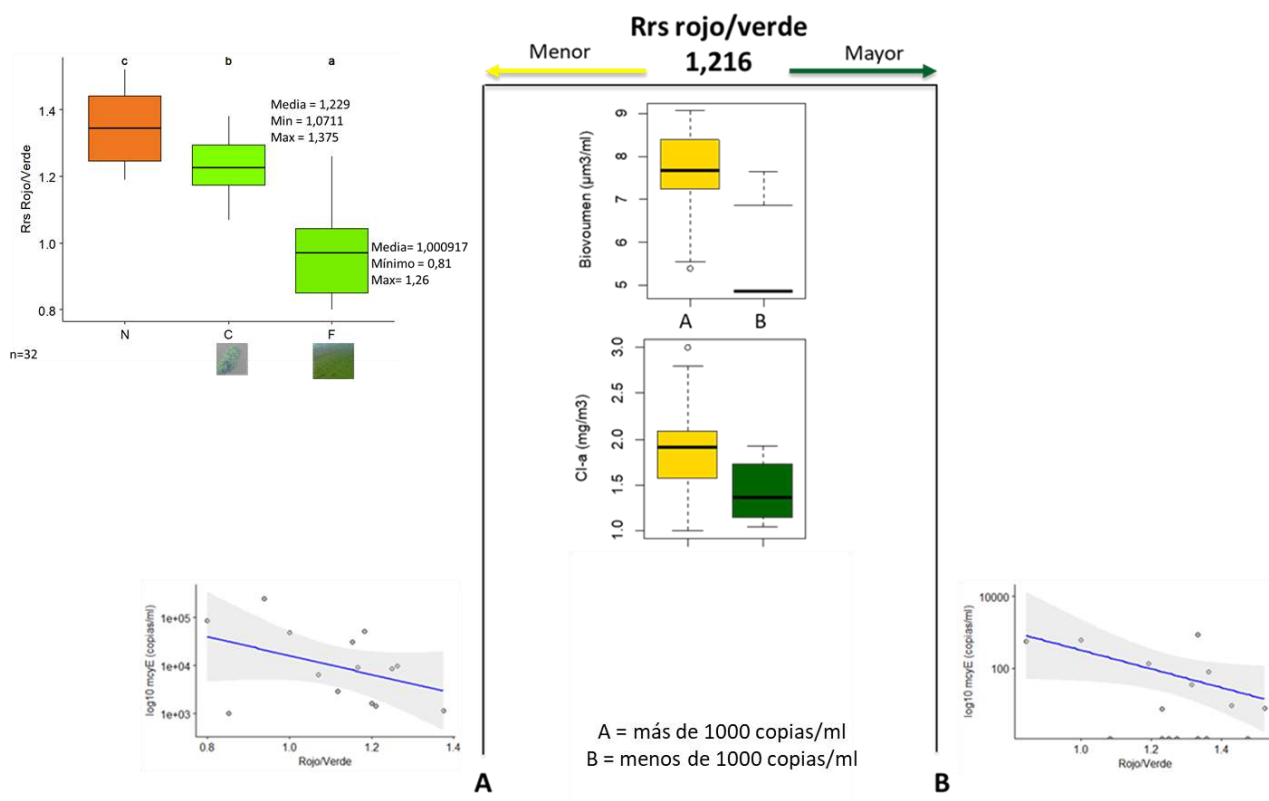 Rrs rojo/verde
Menor
1,216
Mayor
c
b
a
Media = 1,229
Min = 1,0711
Max = 1,375
Rrs Rojo/Verde
1.4
1.2
1.0
0.8
Media= 1,000917
Mínimo = 0,81
Max= 1,26
N
C
F
n=32
Biovoumen (µm3/ml)
9
8
7
6
5
A
B
Cl-a (mg/m3)
3.0
2.5
2.0
1.5
1.0
log10 mcyE (copias/ml)
1e+05
1e+04
1e+03
0.8
1.0
1.2
1.4
Rojo/Verde
A = más de 1000 copias/ml
B = menos de 1000 copias/ml
A
B
log10 mcyE (copias/ml)
10000
100
1.0
1.2
1.4
Rojo/Verde